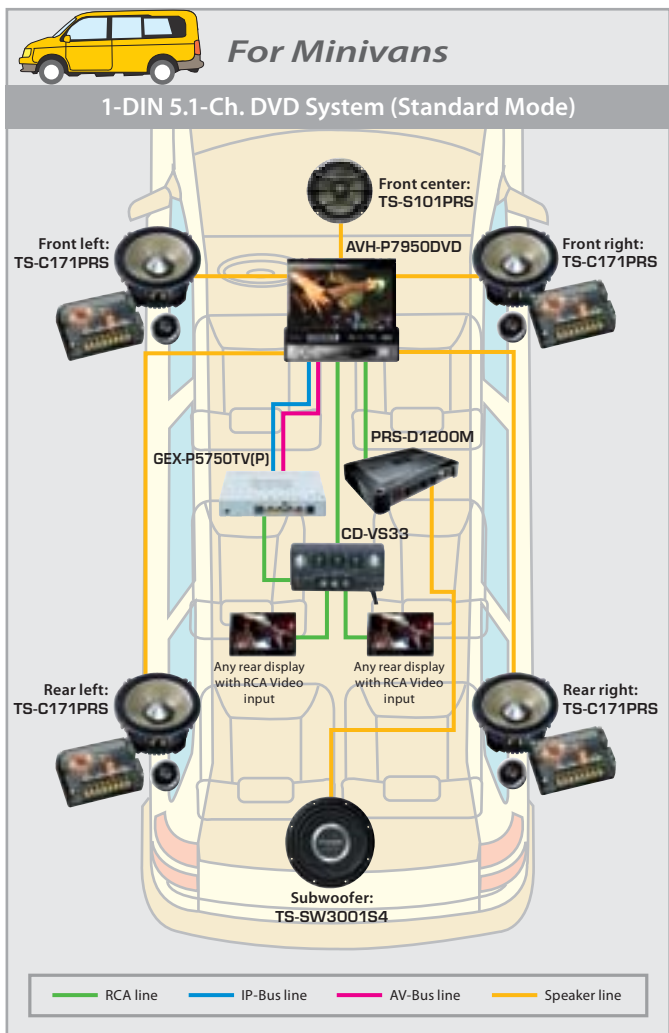 For Minivans
1-DIN 5.1-Ch. DVD System (Standard Mode)
Front center:
TS-S101PRS
AVH-P7950DVD
Front left:
TS-C171PRS
Front right:
TS-C171PRS
PRS-D1200M
GEX-P5750TV(P)
CD-VS33
Any rear display
with RCA Video
input
Any rear display
with RCA Video
input
Rear left:
TS-C171PRS
Rear right:
TS-C171PRS
Subwoofer:
TS-SW3001S4
RCA line
IP-Bus line
AV-Bus line
Speaker line